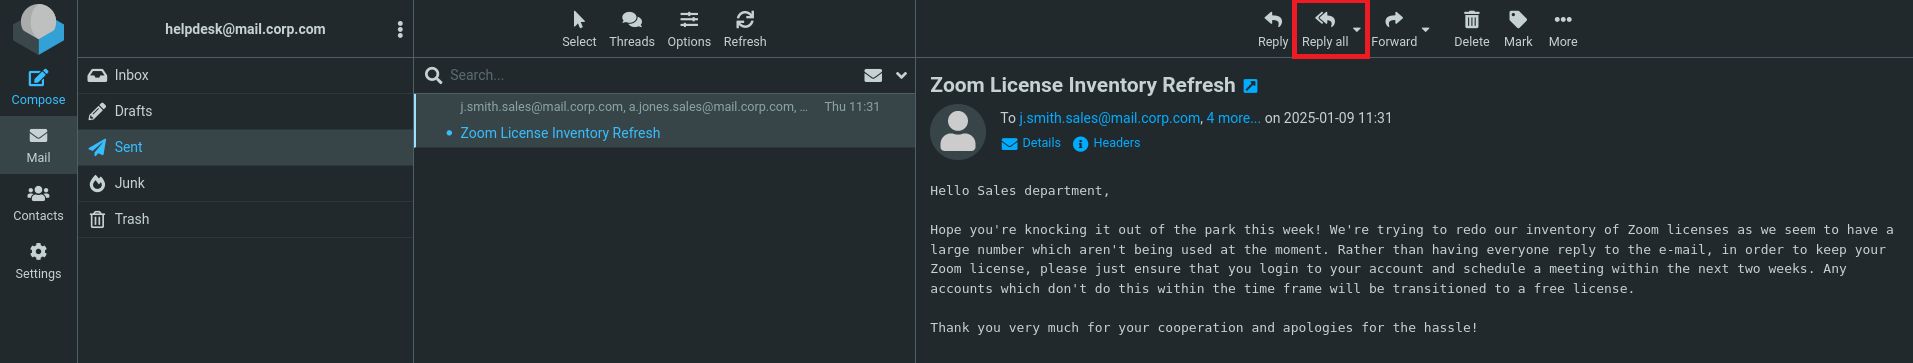 helpdesk@mail.corp.com
Select
Threads
Options
Refresh
Reply
Reply all
Forward
Delete
Mark
More
Compose
Mail
Contacts
Settings
Inbox
Drafts
Sent
Junk
Trash
Search...
j.smith.sales@mail.corp.com, a.jones.sales@mail.corp.com, ...
Thu 11:31
Zoom License Inventory Refresh
Zoom License Inventory Refresh
To j.smith.sales@mail.corp.com, 4 more... on 2025-01-09 11:31
Details
Headers
Hello Sales department,
Hope you're knocking it out of the park this week! We're trying to redo our inventory of Zoom licenses as we seem to have a
large number which aren't being used at the moment. Rather than having everyone reply to the e-mail, in order to keep your
Zoom license, please just ensure that you login to your account and schedule a meeting within the next two weeks. Any
accounts which don't do this within the time frame will be transitioned to a free license.
Thank you very much for your cooperation and apologies for the hassle!